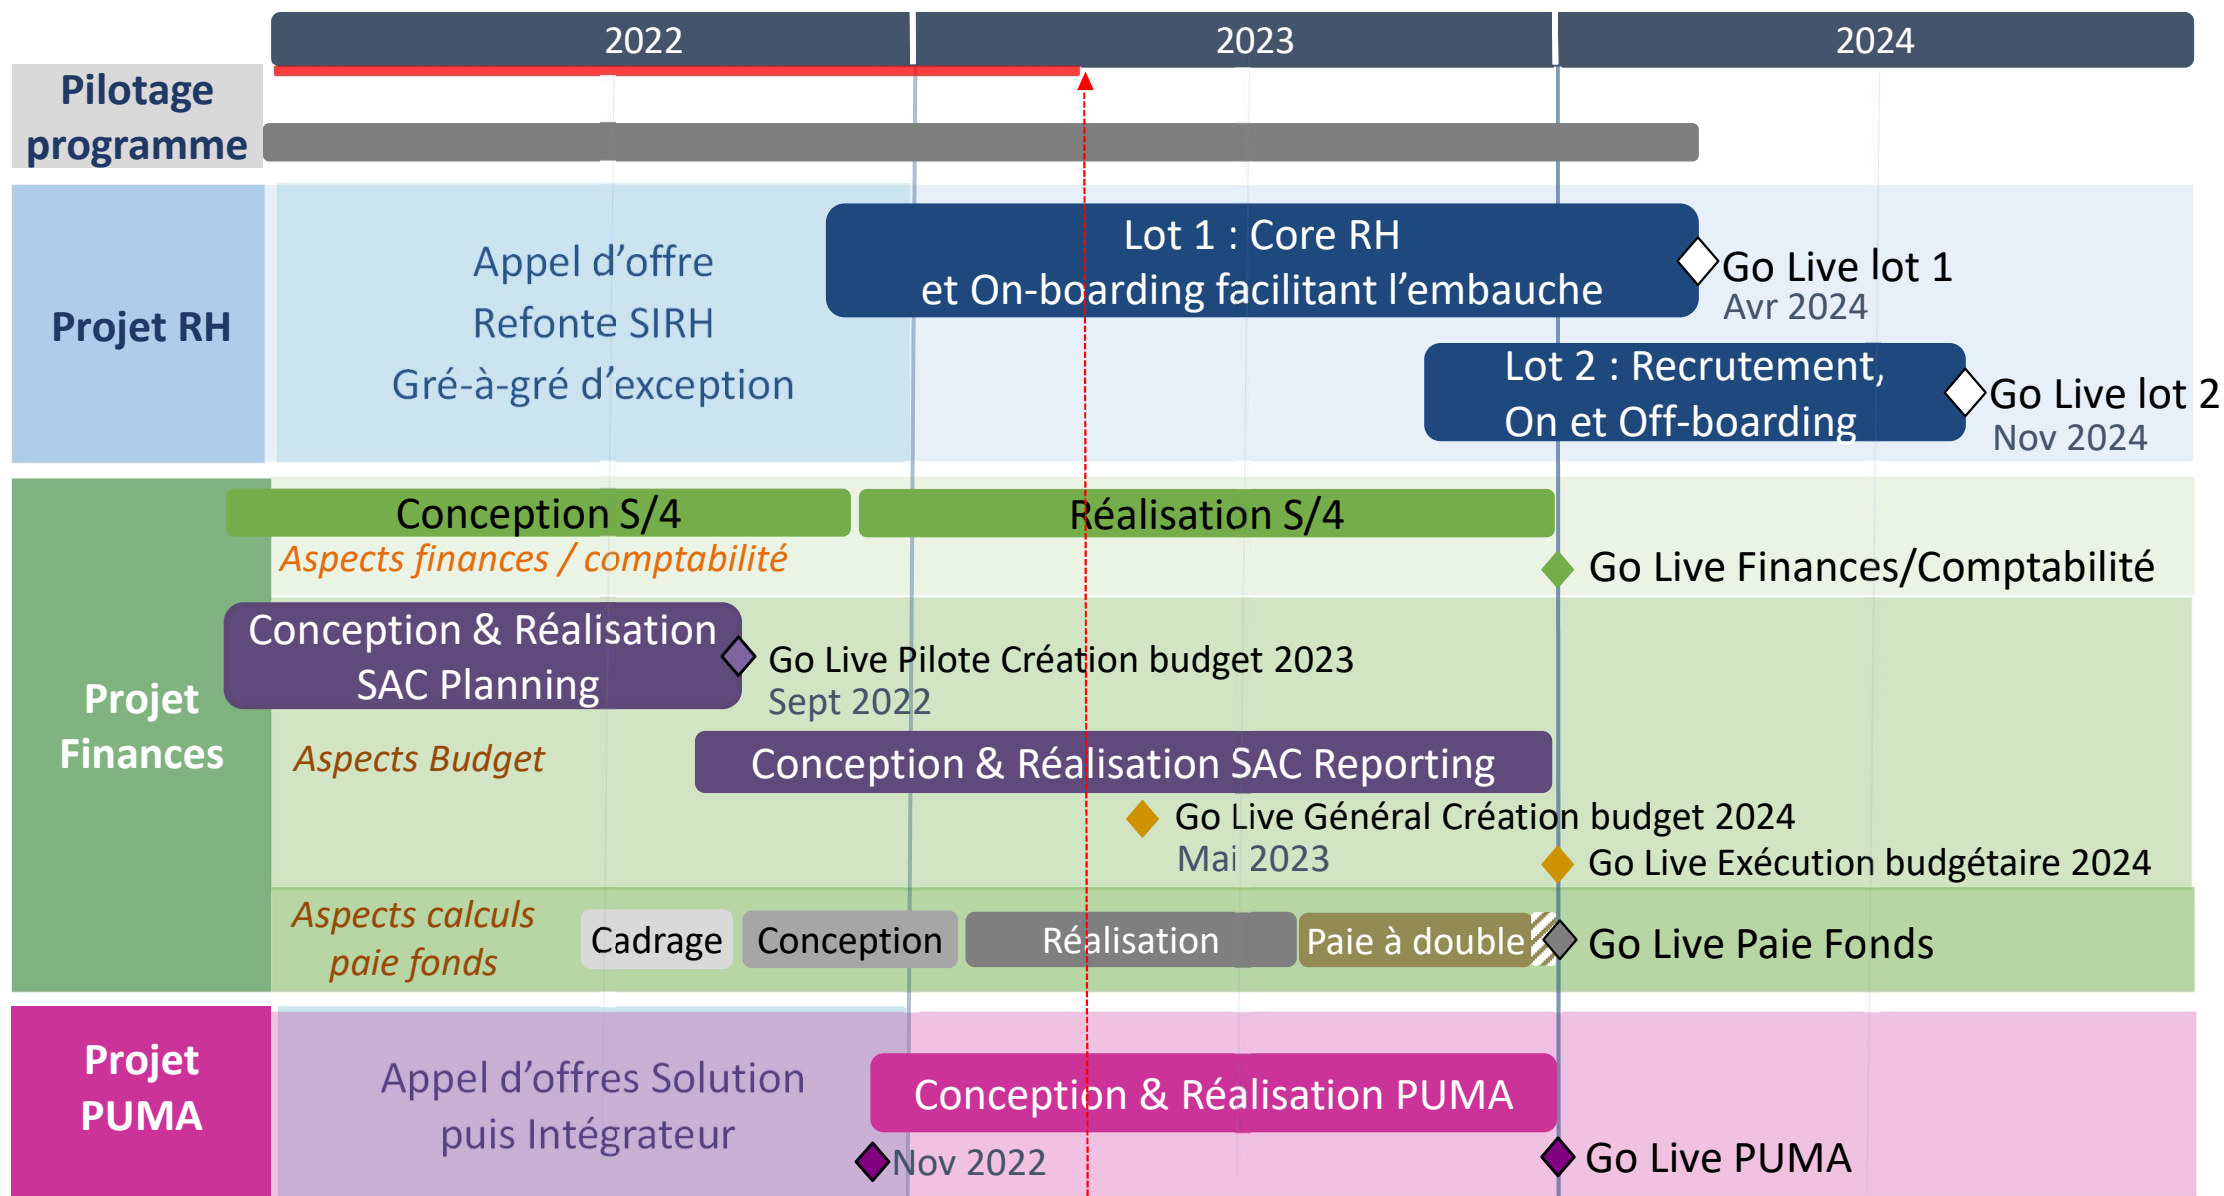 2022
2023
2024
Pilotage
programme
Projet RH
Appel d'offre
Refonte SIRH
Gré-à-gré d'exception
Lot 1 : Core RH
et On-boarding facilitant l'embauche
Go Live lot 1
Avr 2024
Lot 2 : Recrutement,
On et Off-boarding
Go Live lot 2
Nov 2024
Projet
Finances
Conception S/4
Réalisation S/4
Aspects finances / comptabilité
Go Live Finances/Comptabilité
Conception & Réalisation
SAC Planning
Go Live Pilote Création budget 2023
Sept 2022
Aspects Budget
Conception & Réalisation SAC Reporting
Go Live Général Création budget 2024
Mai 2023
Go Live Exécution budgétaire 2024
Aspects calculs
paie fonds
Cadrage
Conception
Réalisation
Paie à double
Go Live Paie Fonds
Projet
PUMA
Appel d'offres Solution
puis Intégrateur
Conception & Réalisation PUMA
Nov 2022
Go Live PUMA